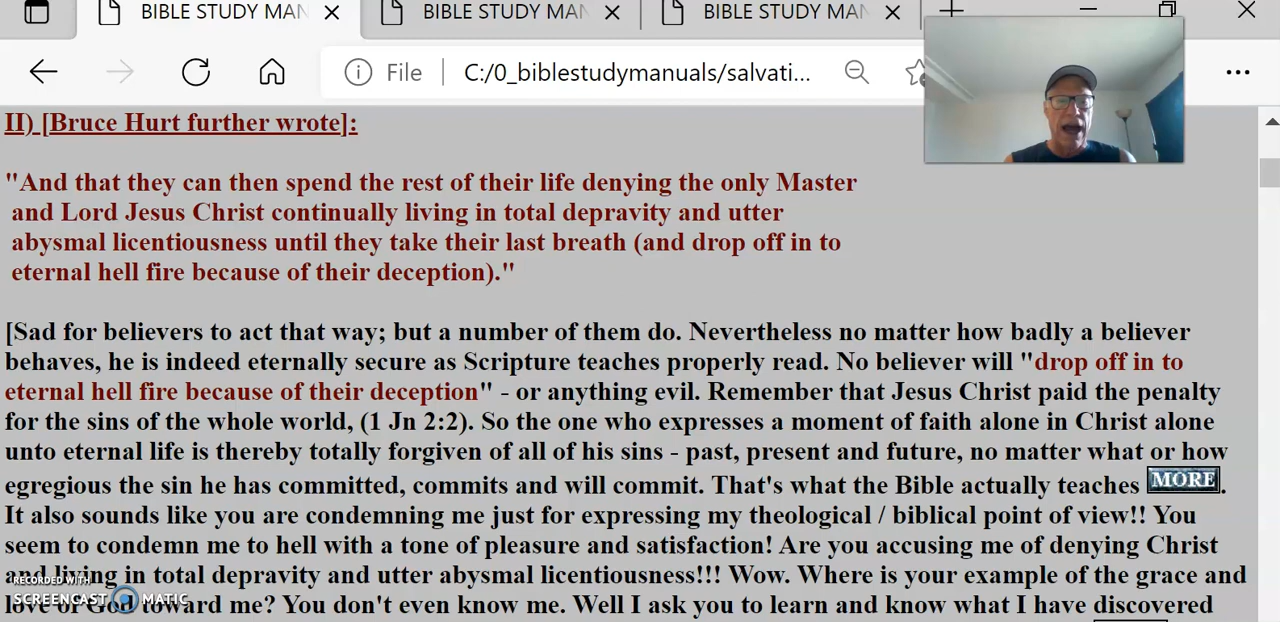 BIBLE STUDY MAN
BIBLE STUDY MAN
BIBLE STUDY MAN
File
C:/0_biblestudymanuals/salvati...
II) [Bruce Hurt further wrote]:
"And that they can then spend the rest of their life denying the only Master
and Lord Jesus Christ continually living in total depravity and utter
abysmal licentiousness until they take their last breath (and drop off in to
eternal hell fire because of their deception)."
[Sad for believers to act that way; but a number of them do. Nevertheless no matter how badly a believer
behaves, he is indeed eternally secure as Scripture teaches properly read. No believer will "drop off in to
eternal hell fire because of their deception" - or anything evil. Remember that Jesus Christ paid the penalty
for the sins of the whole world, (1 Jn 2:2). So the one who expresses a moment of faith alone in Christ alone
unto eternal life is thereby totally forgiven of all of his sins - past, present and future, no matter what or how
egregious the sin he has committed, commits and will commit. That's what the Bible actually teaches MORE.
It also sounds like you are condemning me just for expressing my theological / biblical point of view!! You
seem to condemn me to hell with a tone of pleasure and satisfaction! Are you accusing me of denying Christ
and living in total depravity and utter abysmal licentiousness!!! Wow. Where is your example of the grace and
love of God toward me? You don't even know me. Well I ask you to learn and know what I have discovered
RECORDED WITH
SCREENCAST MATIC